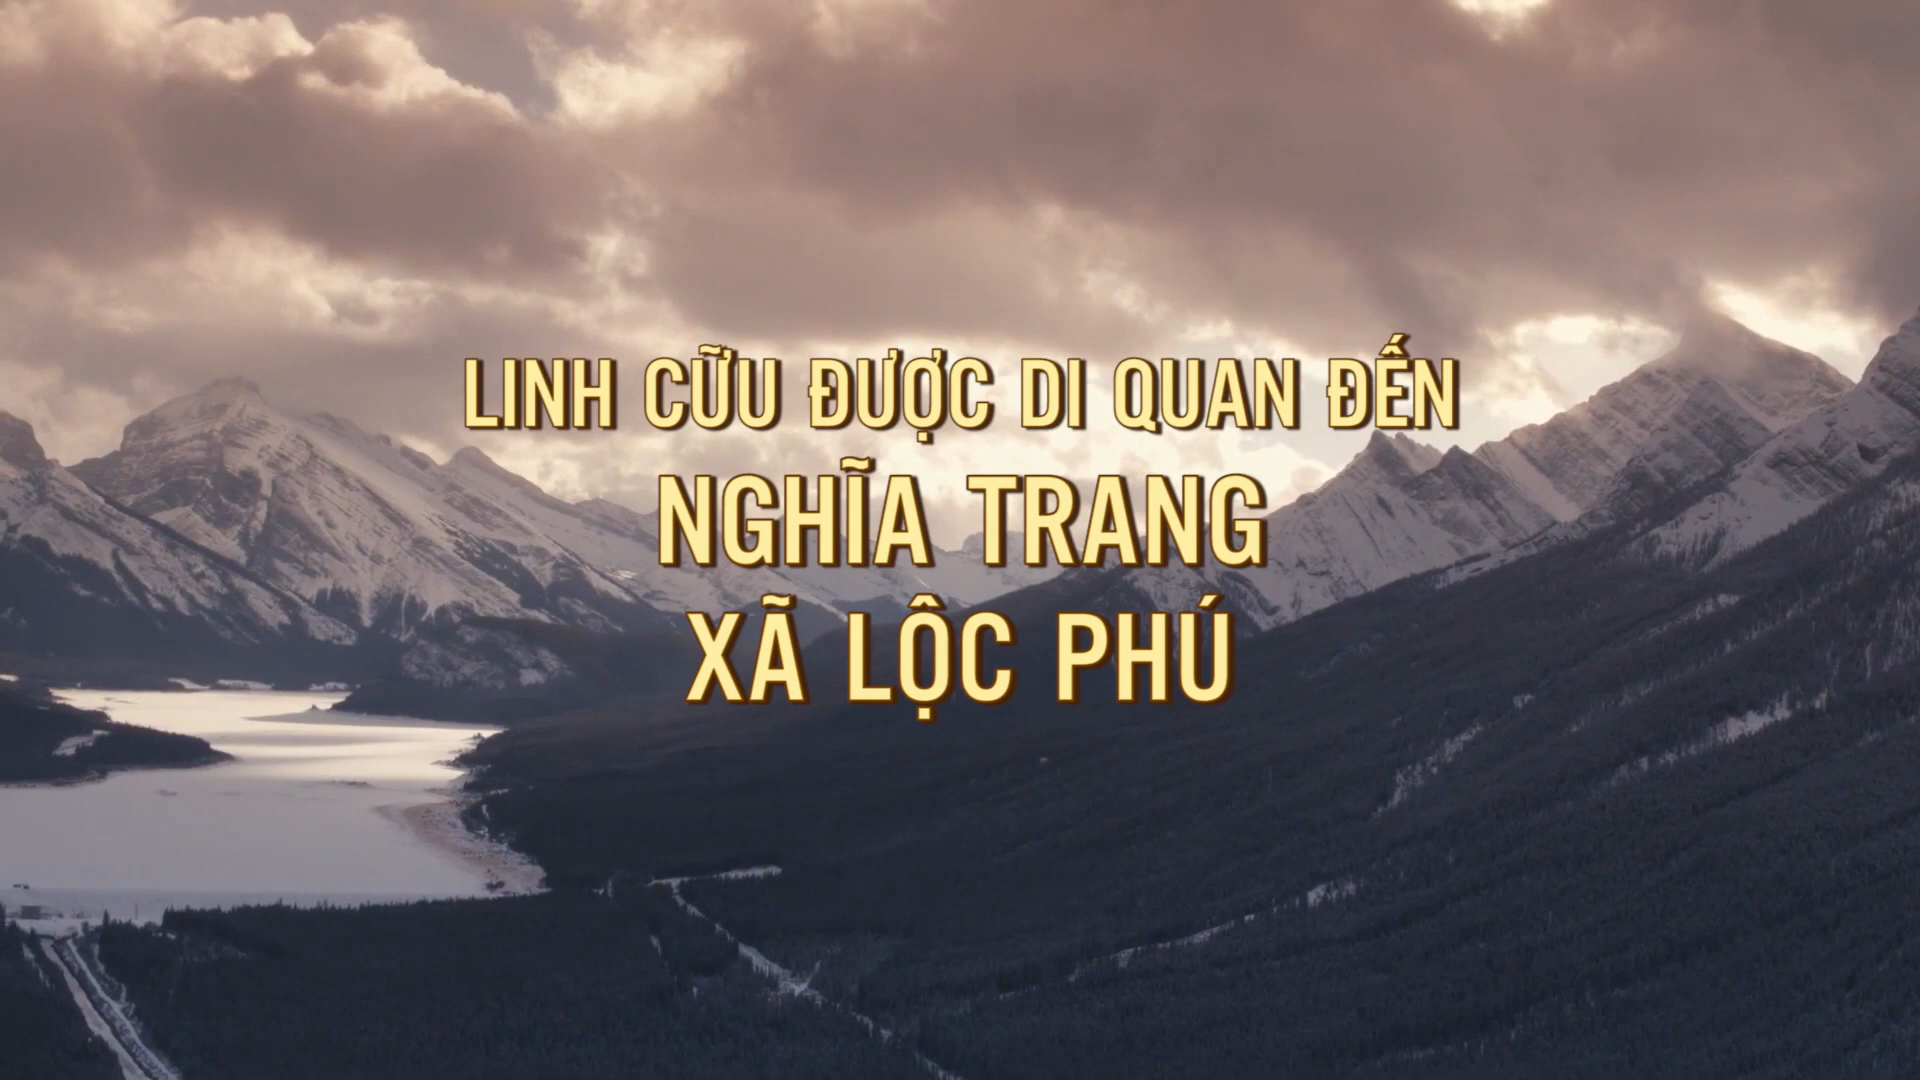 LINH CỮU ĐƯỢC DI QUAN ĐẾN
NGHĨA TRANG
XÃ LỘC PHÚ